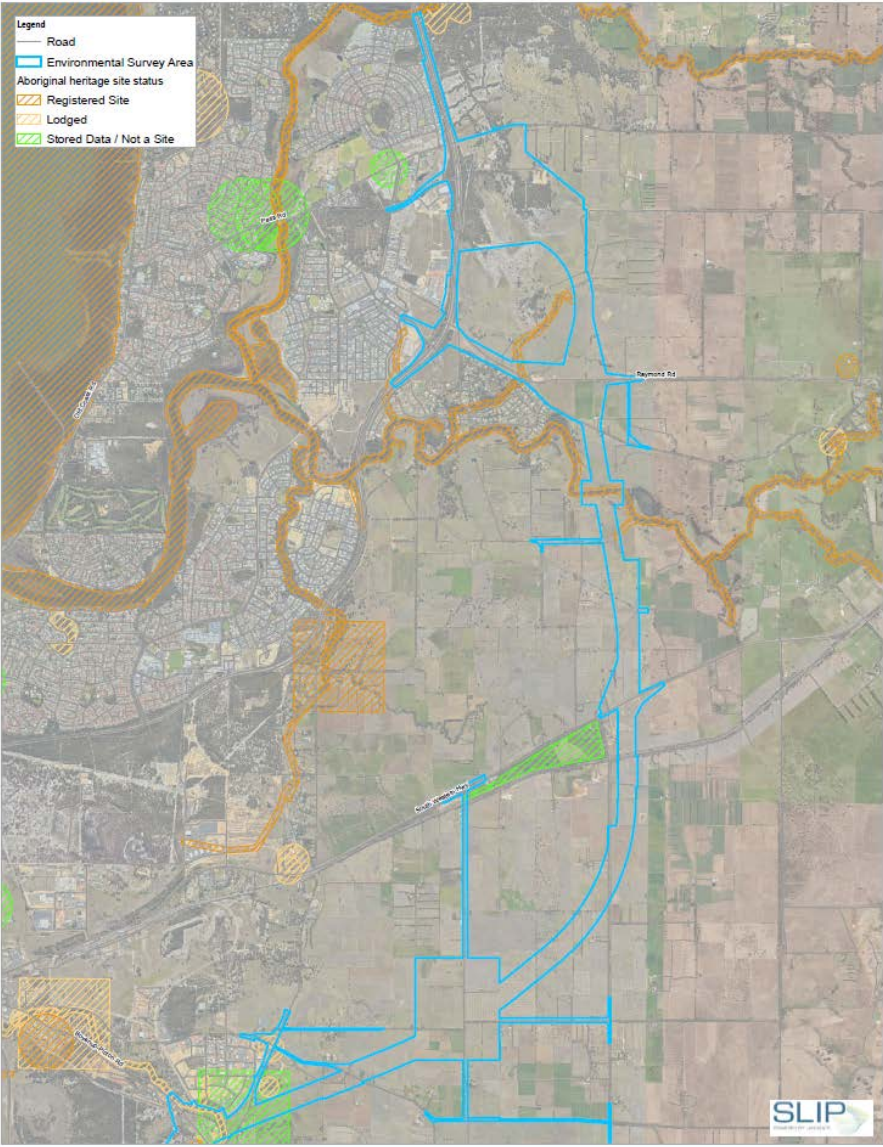 Legend
Road
Environmental Survey Area
Aboriginal heritage site status
Registered Site
Lodged
Stored Data / Not a Site
Raymond Rd
South Western Hwy
SLIP